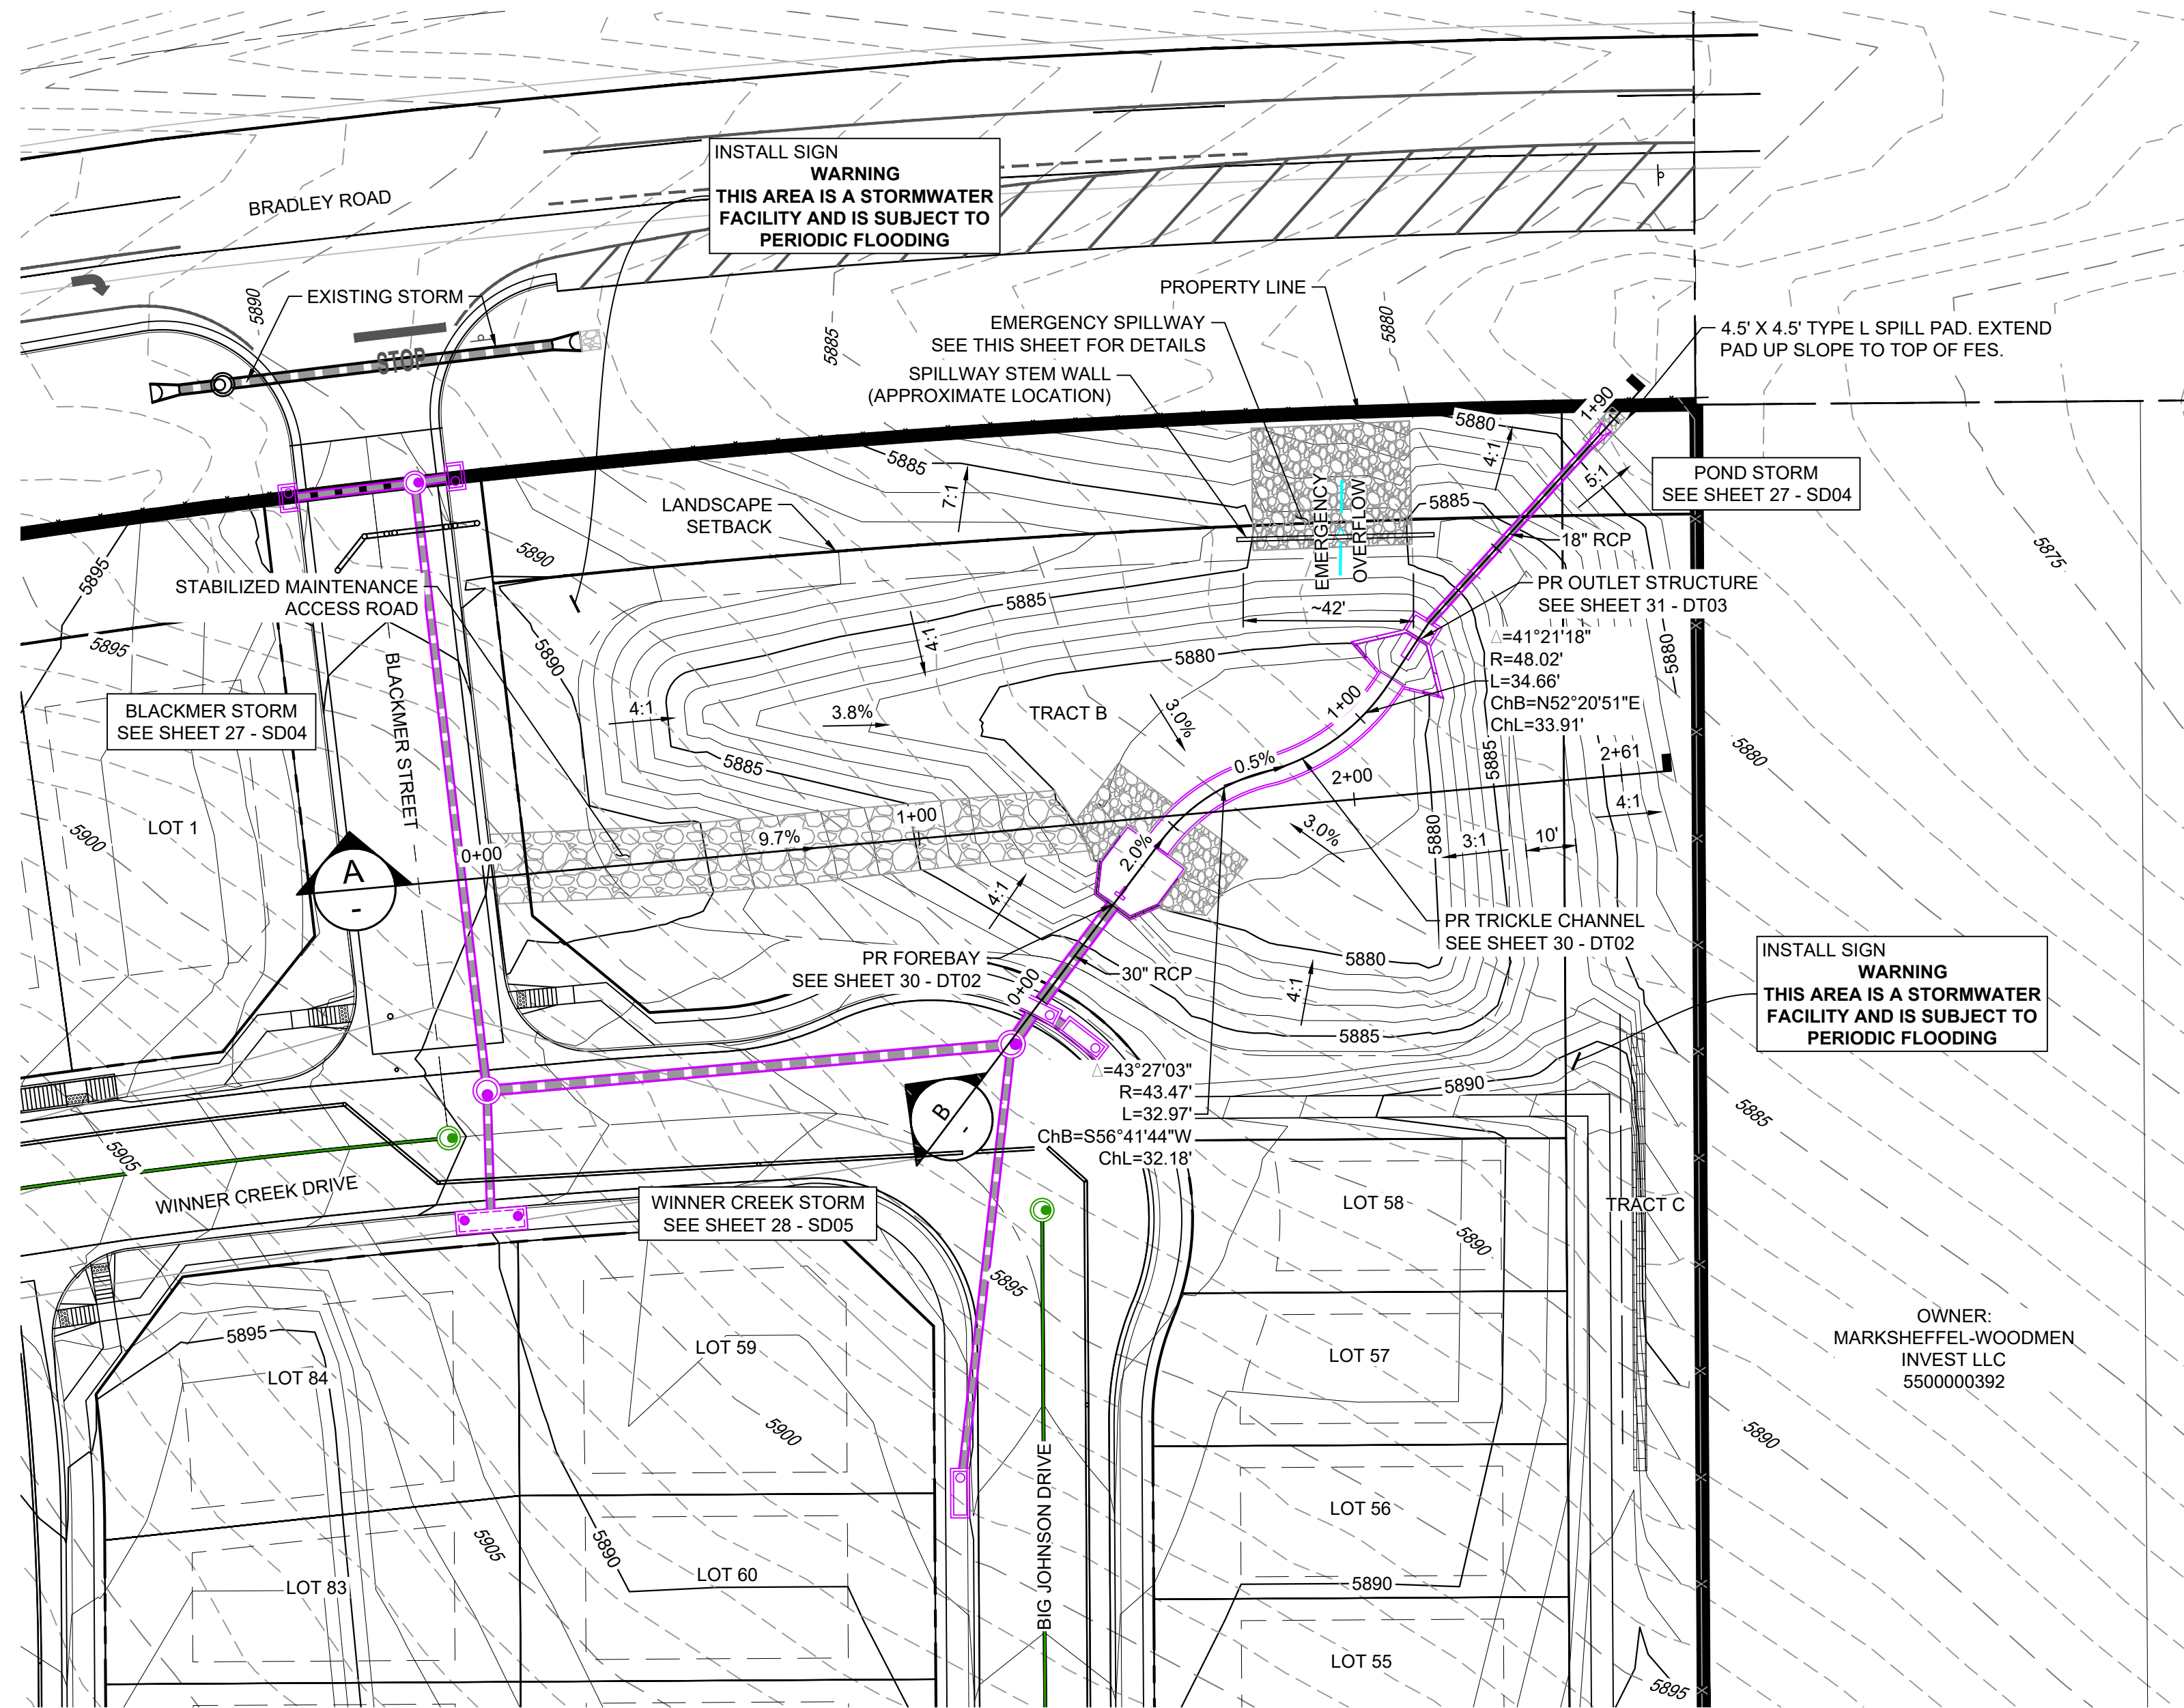 INSTALL SIGN
WARNING
THIS AREA IS A STORMWATER
FACILITY AND IS SUBJECT TO
PERIODIC FLOODING
BRADLEY ROAD
5890
EXISTING STORM
STOP
5885
PROPERTY LINE
5880
EMERGENCY SPILLWAY
SEE THIS SHEET FOR DETAILS
SPILLWAY STEM WALL
(APPROXIMATE LOCATION)
4.5' X 4.5' TYPE L SPILL PAD. EXTEND
PAD UP SLOPE TO TOP OF FES.
1+90
5880
4:1
5:1
5885
7:1
POND STORM
SEE SHEET 27 - SD04
LANDSCAPE
SETBACK
5885
EMERGENCY
OVERFLOW
18" RCP
5875
5890
5895
STABILIZED MAINTENANCE
ACCESS ROAD
5885
~42'
PR OUTLET STRUCTURE
SEE SHEET 31 - DT03
Δ=41°21'18"
R=48.02'
L=34.66'
ChB=N52°20'51"E
ChL=33.91'
5895
5890
4:1
5880
5880
BLACKMER STORM
SEE SHEET 27 - SD04
BLACKMER STREET
4:1
3.8%
TRACT B
3.0%
1+00
5885
0.5%
5885
2+00
2+61
5880
4:1
5900
LOT 1
0+00
9.7%
1+00
2.0%
3.0%
5880
3:1
10'
A
-
4:1
PR TRICKLE CHANNEL
SEE SHEET 30 - DT02
PR FOREBAY
SEE SHEET 30 - DT02
0+00
30" RCP
5880
4:1
5885
INSTALL SIGN
WARNING
THIS AREA IS A STORMWATER
FACILITY AND IS SUBJECT TO
PERIODIC FLOODING
Δ=43°27'03"
R=43.47'
L=32.97'
ChB=S56°41'44"W
ChL=32.18'
5890
5885
B
-
5905
WINNER CREEK DRIVE
WINNER CREEK STORM
SEE SHEET 28 - SD05
LOT 58
5890
TRACT C
5895
5895
LOT 84
LOT 59
LOT 57
OWNER:
MARKSHEFFEL-WOODMEN
INVEST LLC
5500000392
5900
5890
BIG JOHNSON DRIVE
LOT 56
5905
5890
LOT 83
LOT 60
5890
LOT 55
5895